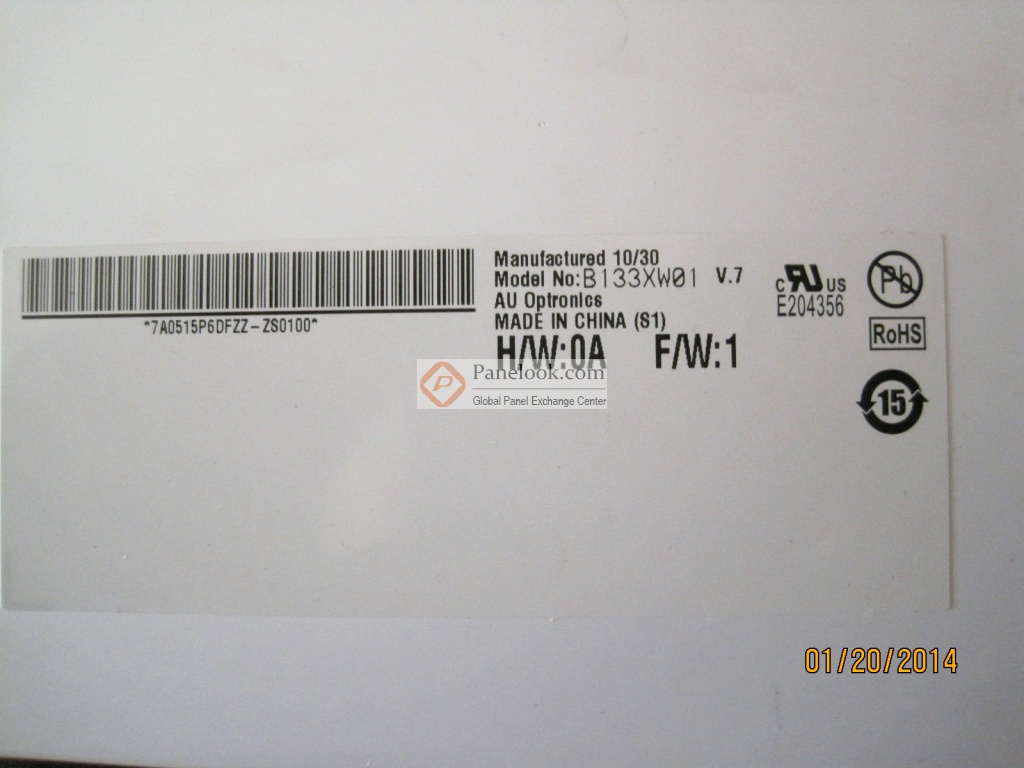 *7A0515P6DFZZ-ZS0100*
Manufactured 10/30
Model No:B133XW01 V.7
AU Optronics
MADE IN CHINA (S1)
H/W:0A F/W:1
c RU US
E204356
Pb
RoHS
15
Panelook.com
Global Panel Exchange Center
01/20/2014